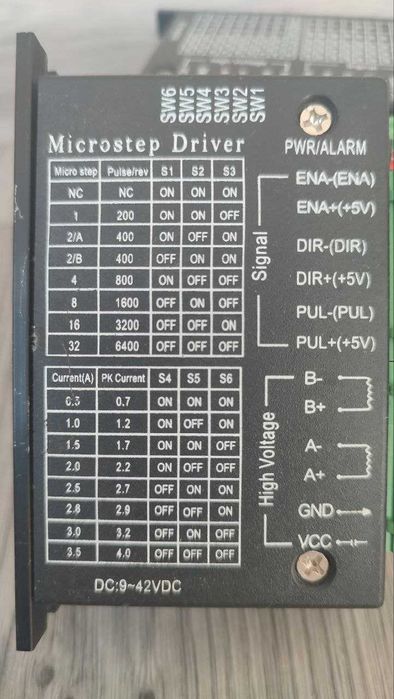 SW6
SW5
SW4
SW3
SW2
SW1
Microstep Driver
PWR/ALARM
Micro step Pulse/rev S1 S2 S3
NC NC ON ON ON
1 200 ON ON OFF
2/A 400 ON OFF ON
2/B 400 OFF ON ON
4 800 ON OFF OFF
8 1600 OFF ON OFF
16 3200 OFF OFF ON
32 6400 OFF OFF OFF
Current(A) PK Current S4 S5 S6
0.5 0.7 ON ON ON
1.0 1.2 ON OFF ON
1.5 1.7 ON ON OFF
2.0 2.2 ON OFF OFF
2.5 2.7 OFF ON ON
2.8 2.9 OFF OFF ON
3.0 3.2 OFF ON OFF
3.5 4.0 OFF OFF OFF
DC:9~42VDC
Signal
ENA-(ENA)
ENA+(+5V)
DIR-(DIR)
DIR+(+5V)
PUL-(PUL)
PUL+(+5V)
High Voltage
B-
B+
A-
A+
GND
VCC